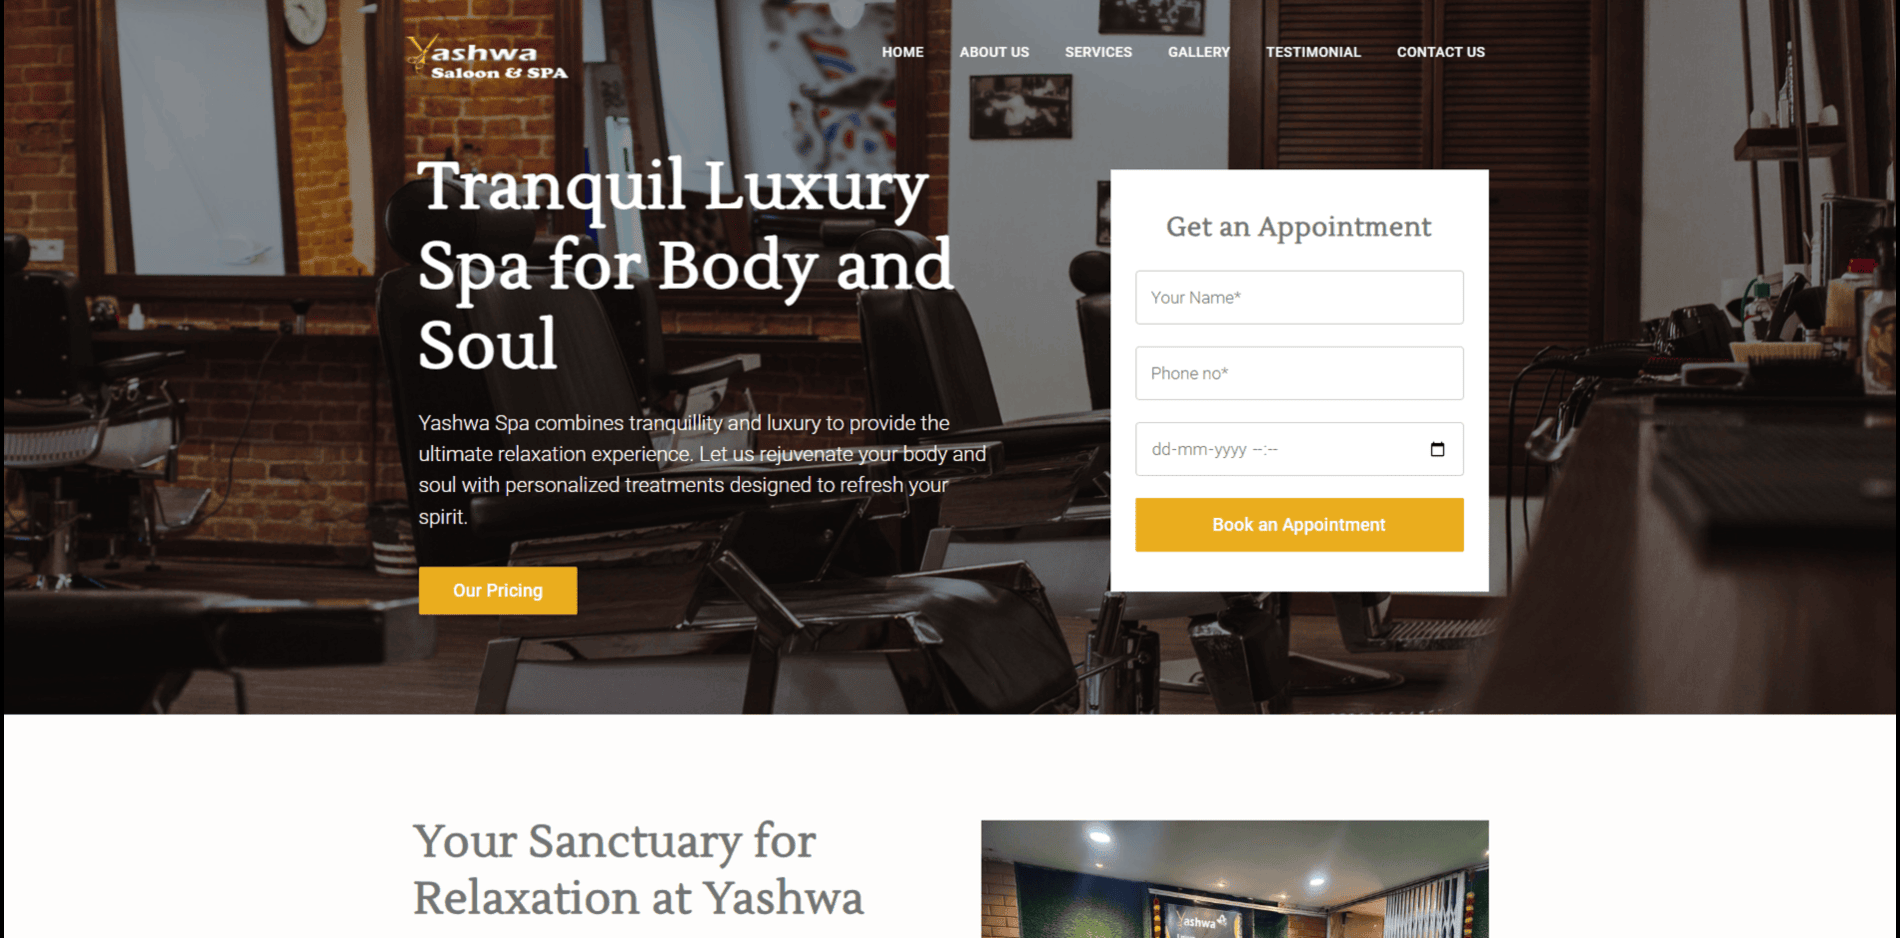 Yashwa
Saloon & SPA
HOME ABOUT US SERVICES GALLERY TESTIMONIAL CONTACT US
Tranquil Luxury
Spa for Body and
Soul
Yashwa Spa combines tranquillity and luxury to provide the
ultimate relaxation experience. Let us rejuvenate your body and
soul with personalized treatments designed to refresh your
spirit.
Our Pricing
Get an Appointment
Your Name*
Phone no*
dd-mm-yyyy --:--
Book an Appointment
Your Sanctuary for
Relaxation at Yashwa
Yashwa